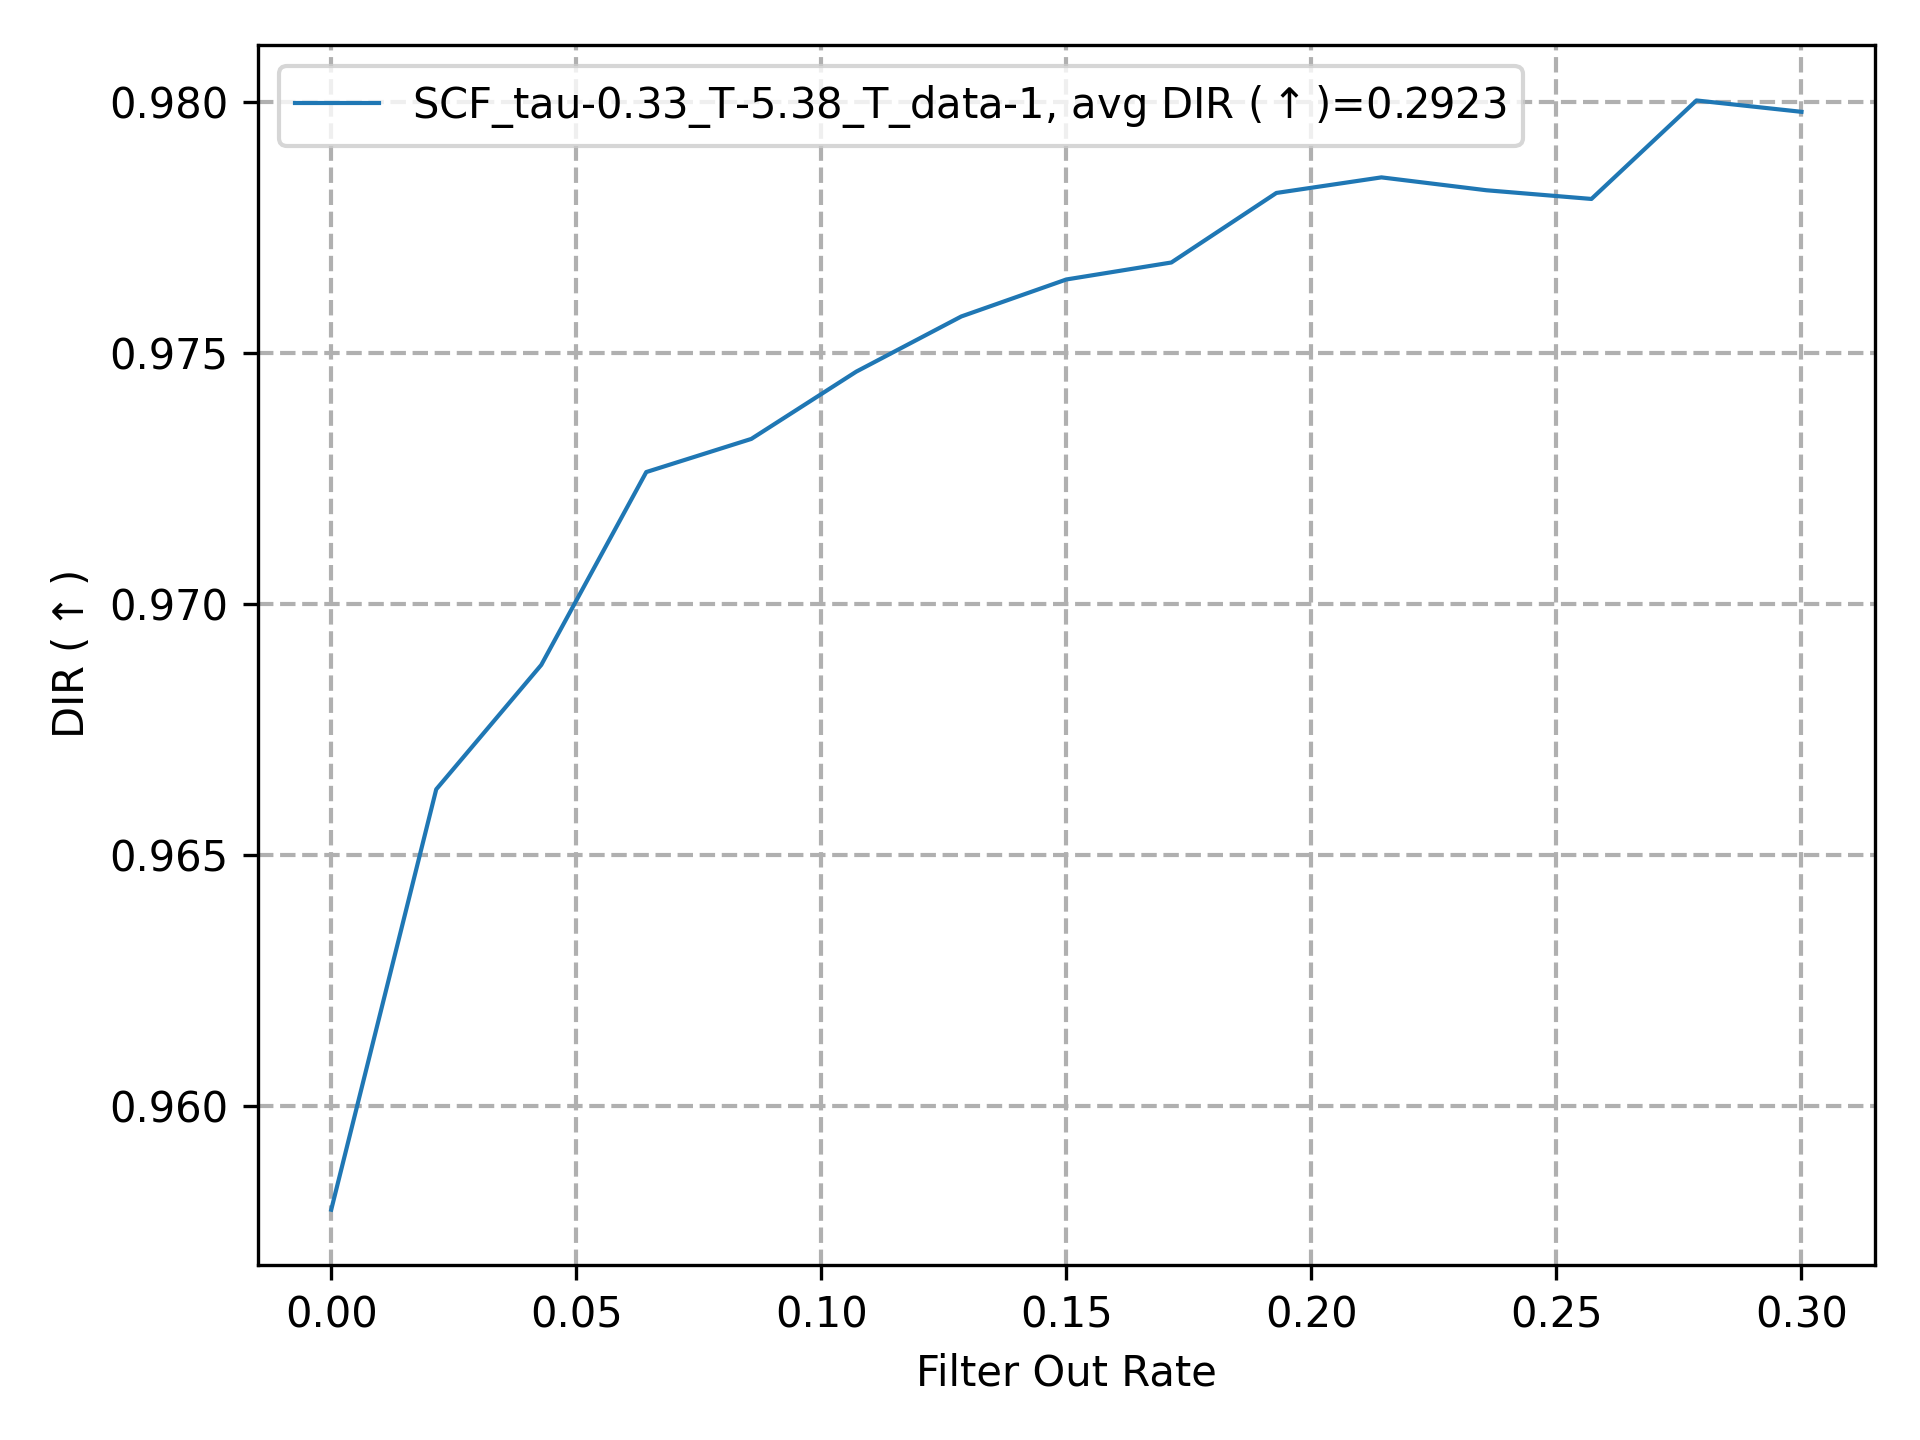 SCF_tau-0.33_T-5.38_T_data-1, avg DIR ( ↑ )=0.2923
0.980
0.975
0.970
0.965
0.960
DIR ( ↑ )
0.00 0.05 0.10 0.15 0.20 0.25 0.30
Filter Out Rate